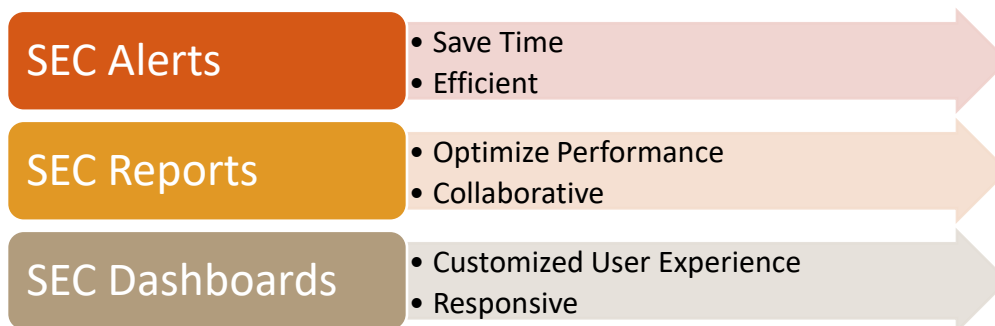 SEC Alerts
• Save Time
• Efficient
SEC Reports
• Optimize Performance
• Collaborative
SEC Dashboards
• Customized User Experience
• Responsive